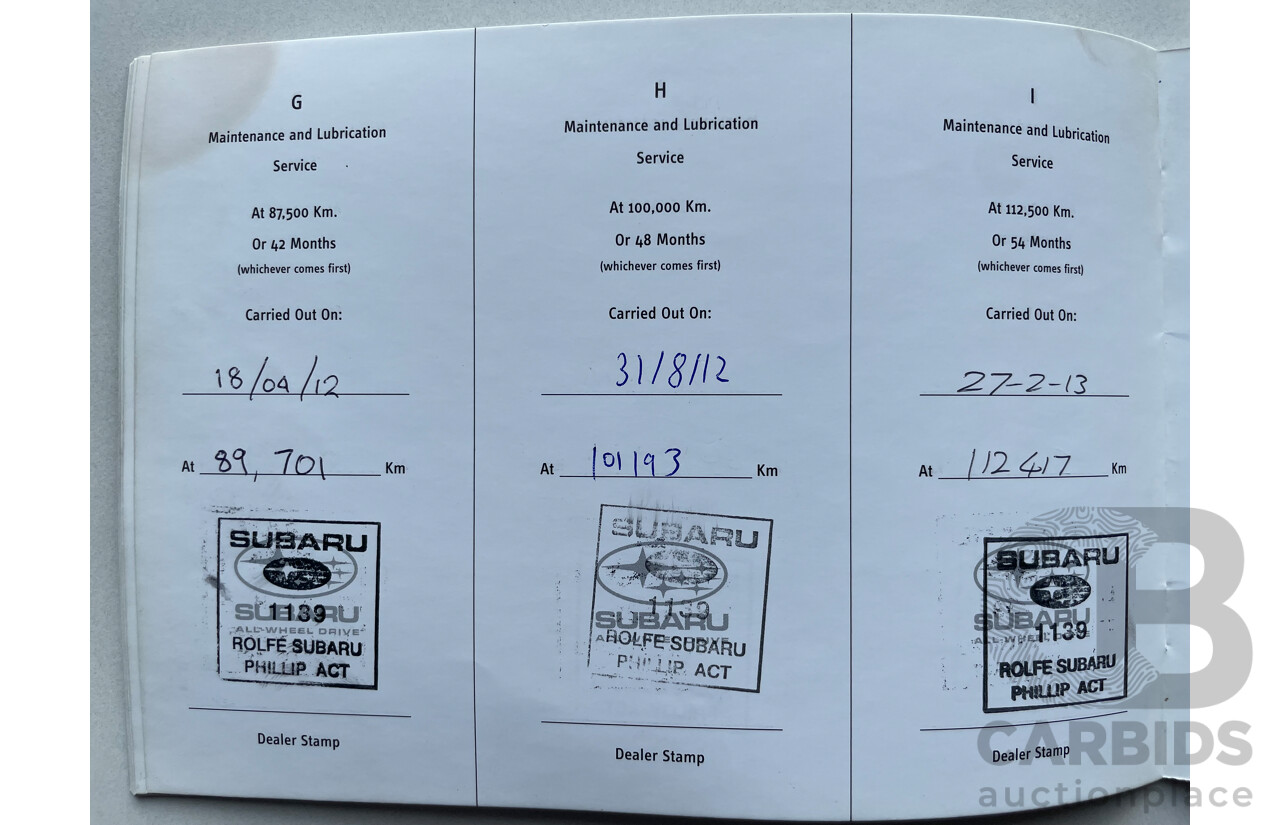 G
Maintenance and Lubrication
Service
At 87,500 Km.
Or 42 Months
(whichever comes first)
Carried Out On:
18/04/12
At 89,701 Km
SUBARU
1139
SUBARU
ALL-WHEEL DRIVE
ROLFE SUBARU
PHILLIP ACT
Dealer Stamp
H
Maintenance and Lubrication
Service
At 100,000 Km.
Or 48 Months
(whichever comes first)
Carried Out On:
31/8/12
At 101193 Km
SUBARU
1139
SUBARU
ROLFE SUBARU
PHILLIP ACT
Dealer Stamp
I
Maintenance and Lubrication
Service
At 112,500 Km.
Or 54 Months
(whichever comes first)
Carried Out On:
27-2-13
At 112417 Km
SUBARU
1139
SUBARU
ROLFE SUBARU
PHILLIP ACT
Dealer Stamp
B
CARBIDS
auctionplace